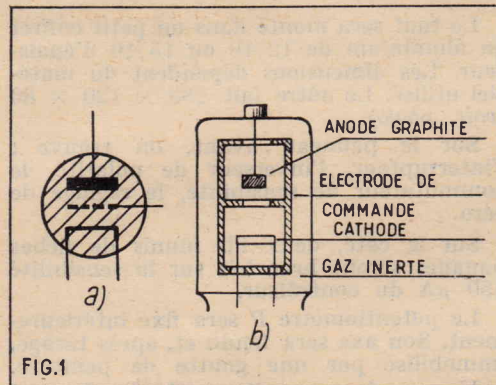 ANODE GRAPHITE
ELECTRODE DE
COMMANDE
CATHODE
GAZ INERTE
a)
b)
FIG.1